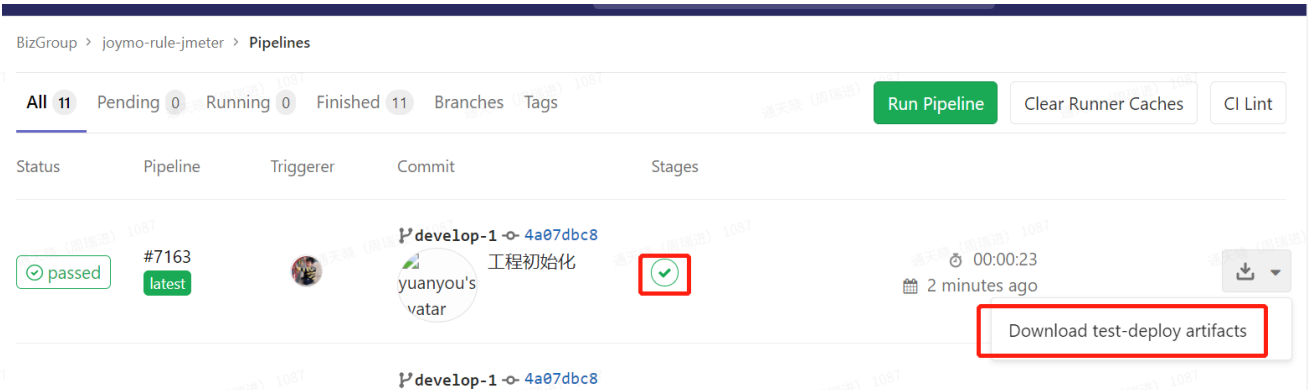 BizGroup > joymo-rule-jmeter > Pipelines
All 11 Pending 0 Running 0 Finished 11 Branches Tags Run Pipeline Clear Runner Caches CI Lint
Status Pipeline Triggerer Commit Stages
develop-1 4a07dbc8
passed #7163 工程初始化 00:00:23
latest yuanyou's 2 minutes ago
vatar
Download test-deploy artifacts
develop-1 4a07dbc8